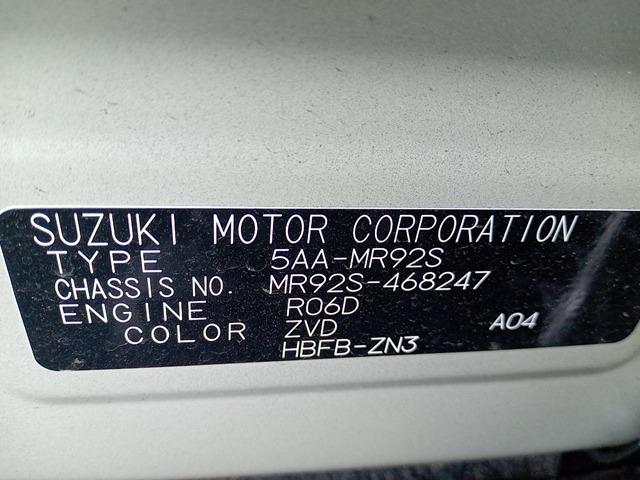 SUZUKI MOTOR CORPORATION
TYPE 5AA-MR92S
CHASSIS NO. MR92S-468247
ENGINE R06D
COLOR ZVD A04
HBFB-ZN3